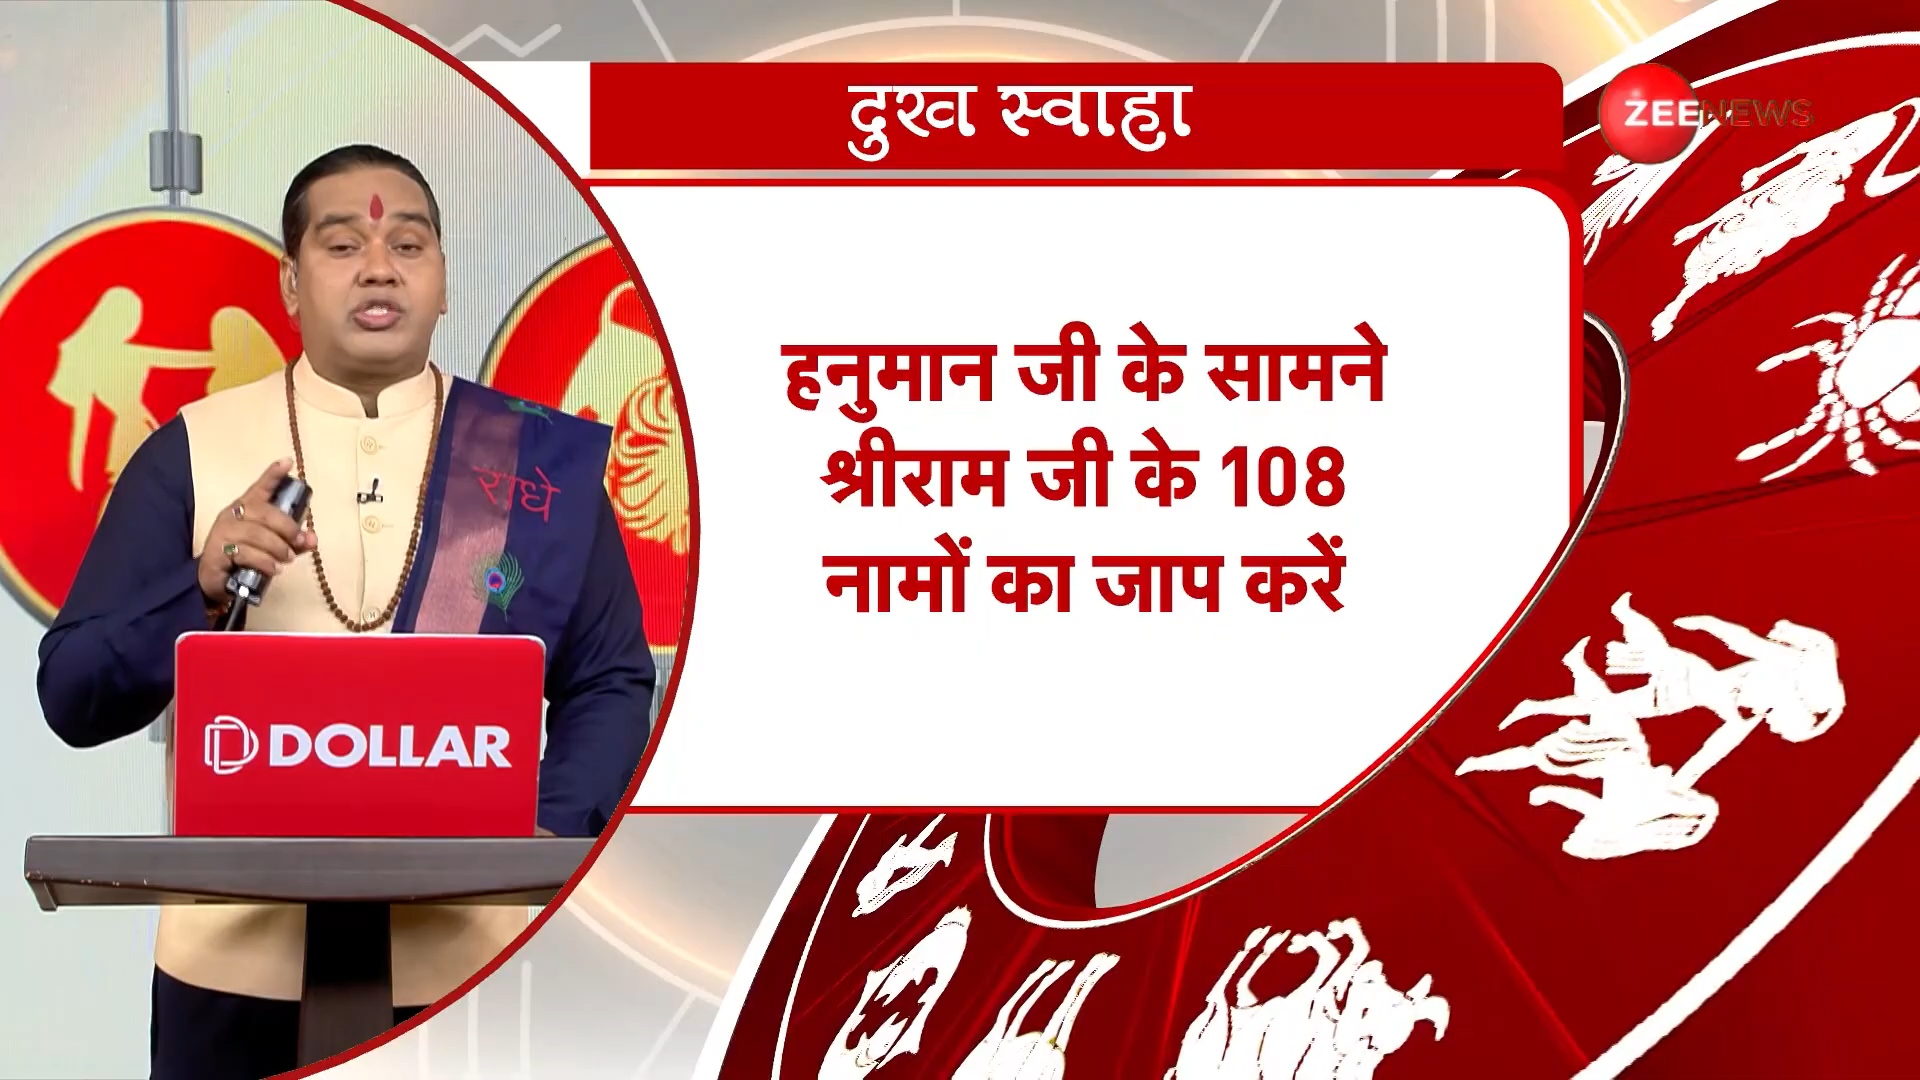 दुख स्वाहा
ZEE NEWS
हनुमान जी के सामने
श्रीराम जी के 108
नामों का जाप करें
राधे
DOLLAR